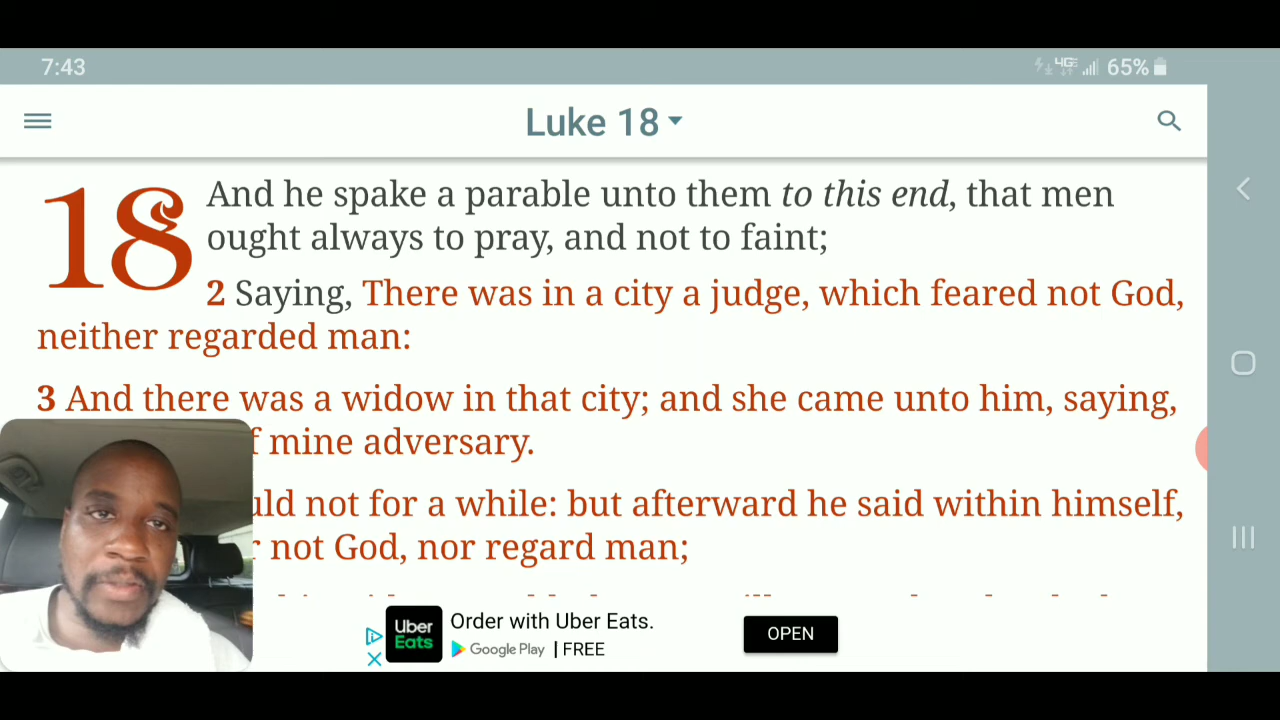 7:43
4G
65%
Luke 18
18 And he spake a parable unto them to this end, that men
ought always to pray, and not to faint;
2 Saying, There was in a city a judge, which feared not God,
neither regarded man:
3 And there was a widow in that city; and she came unto him, saying,
mine adversary.
not for a while: but afterward he said within himself,
not God, nor regard man;
Uber
Eats
Order with Uber Eats.
Google Play | FREE
OPEN